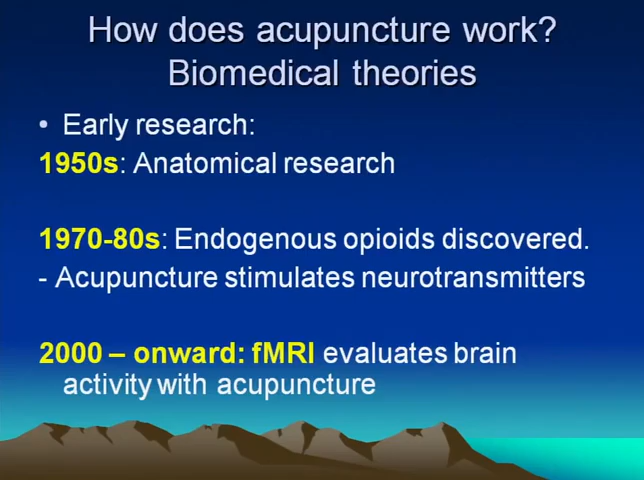 How does acupuncture work?
Biomedical theories
• Early research:
1950s: Anatomical research
1970-80s: Endogenous opioids discovered.
- Acupuncture stimulates neurotransmitters
2000 – onward: fMRI evaluates brain
activity with acupuncture